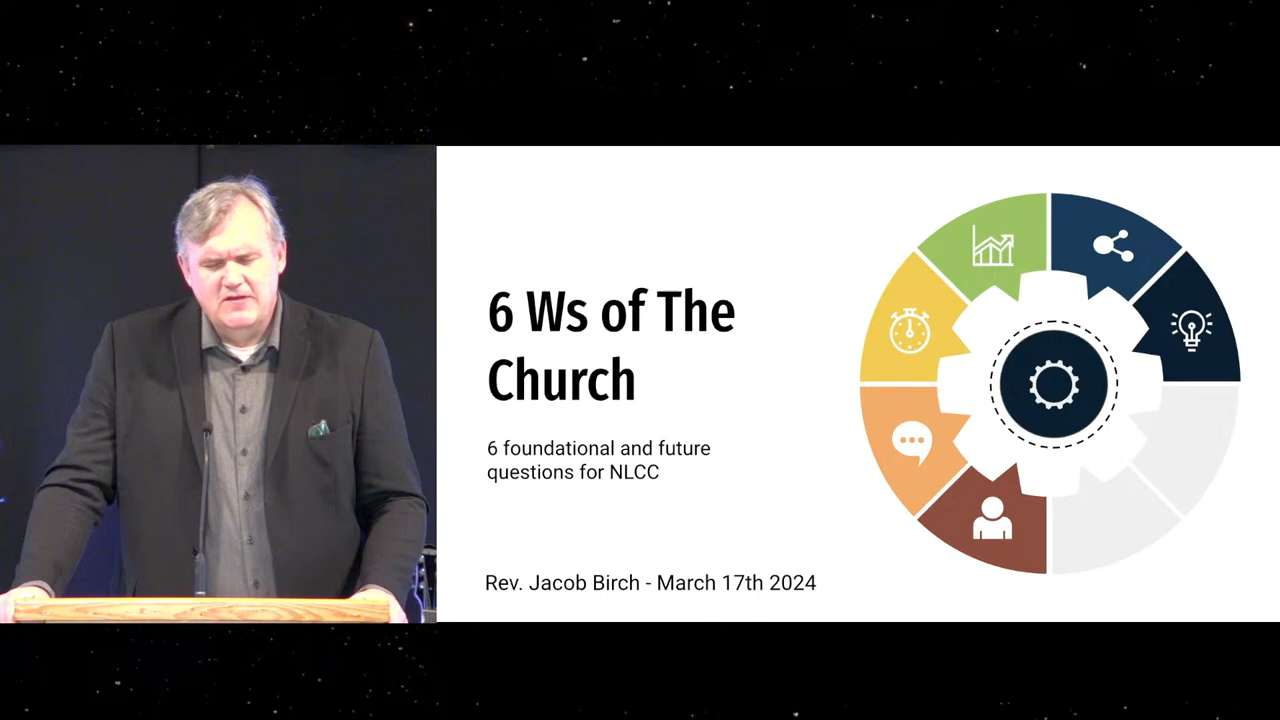 6 Ws of The
Church
6 foundational and future
questions for NLCC
Rev. Jacob Birch - March 17th 2024